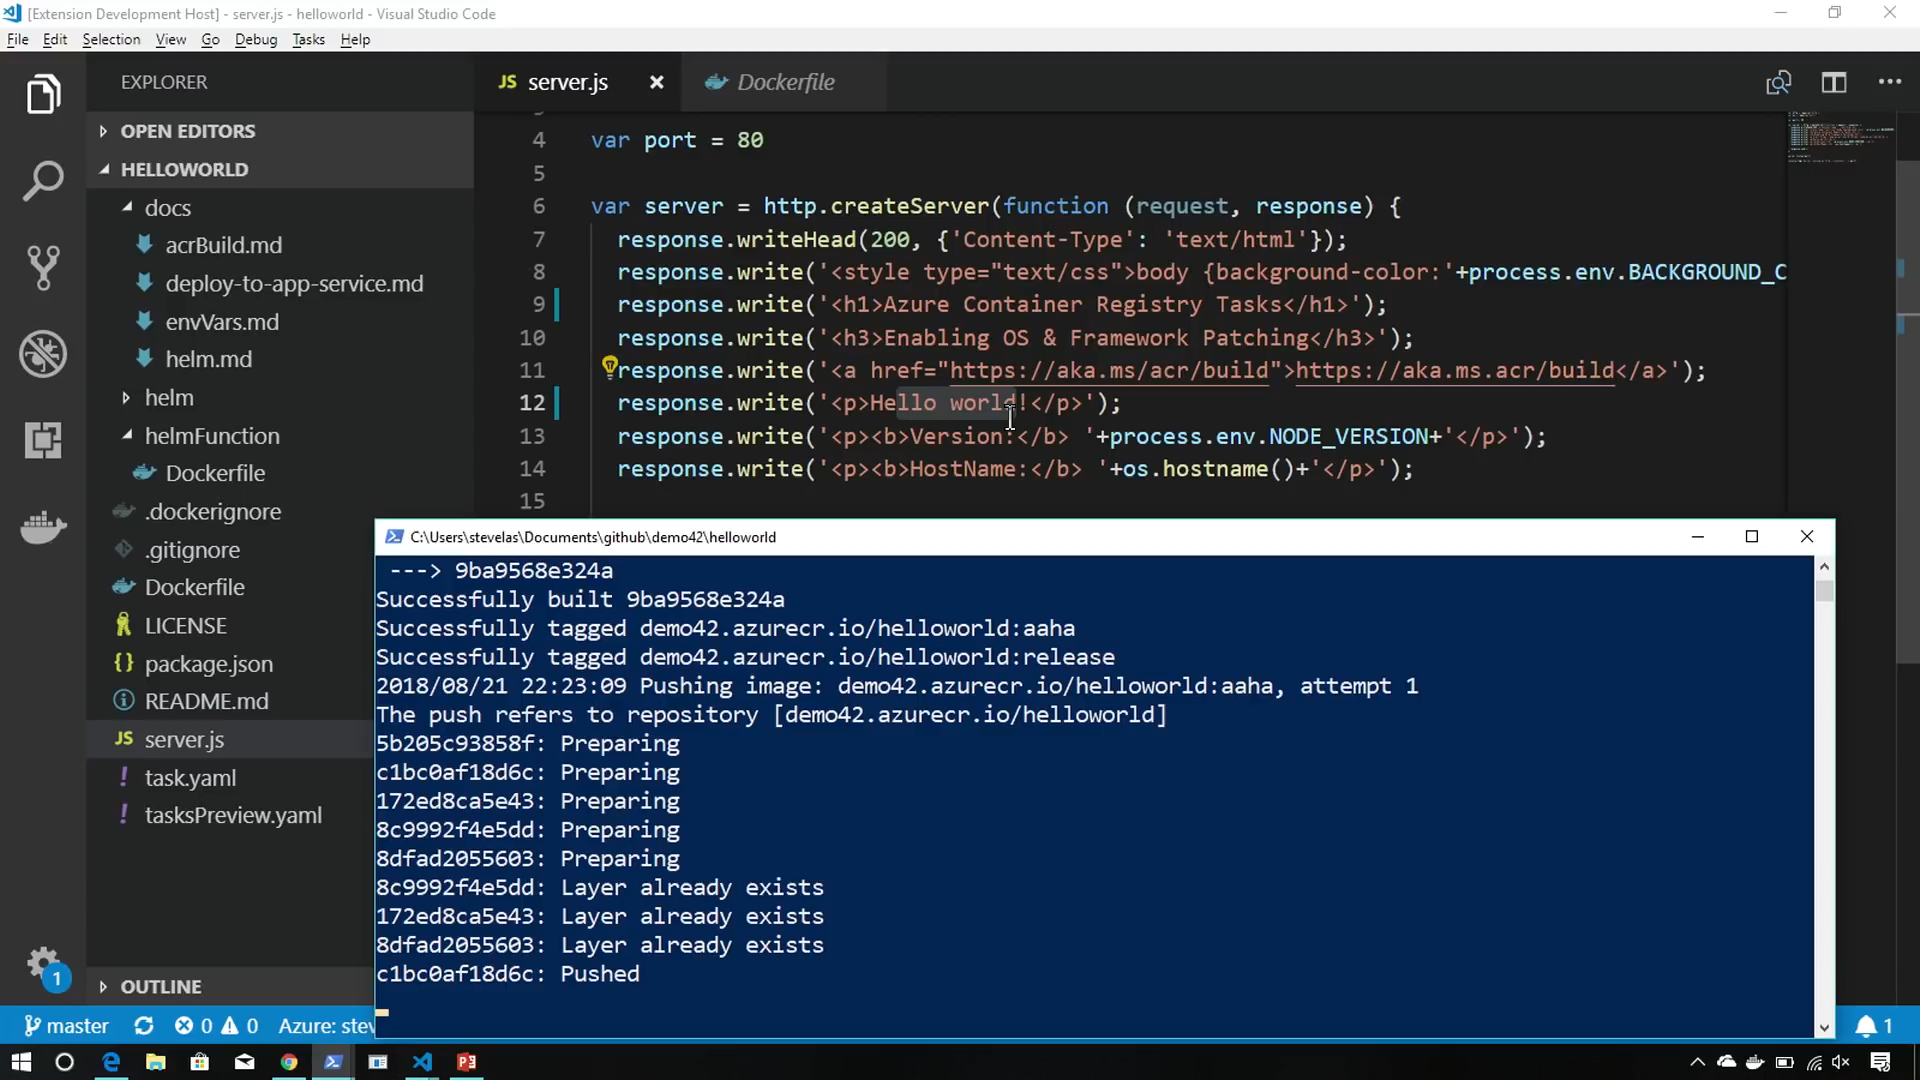 [Extension Development Host] - server.js - helloworld - Visual Studio Code
File Edit Selection View Go Debug Tasks Help
EXPLORER
OPEN EDITORS
HELLOWORLD
docs
acrBuild.md
deploy-to-app-service.md
envVars.md
helm.md
helm
helmFunction
Dockerfile
.dockerignore
.gitignore
Dockerfile
LICENSE
package.json
README.md
JS server.js
! task.yaml
! tasksPreview.yaml
OUTLINE
JS server.js
Dockerfile
4 var port = 80
5
6 var server = http.createServer(function (request, response) {
7 response.writeHead(200, {'Content-Type': 'text/html'});
8 response.write('<style type="text/css">body {background-color:'+process.env.BACKGROUND_C
9 response.write('<h1>Azure Container Registry Tasks</h1>');
10 response.write('<h3>Enabling OS & Framework Patching</h3>');
11 response.write('<a href="https://aka.ms/acr/build">https://aka.ms.acr/build</a>');
12 response.write('<p>Hello world!</p>');
13 response.write('<p><b>Version:</b> '+process.env.NODE_VERSION+'</p>');
14 response.write('<p><b>HostName:</b> '+os.hostname()+'</p>');
15
C:\Users\stevelas\Documents\github\demo42\helloworld
---> 9ba9568e324a
Successfully built 9ba9568e324a
Successfully tagged demo42.azurecr.io/helloworld:aaha
Successfully tagged demo42.azurecr.io/helloworld:release
2018/08/21 22:23:09 Pushing image: demo42.azurecr.io/helloworld:aaha, attempt 1
The push refers to repository [demo42.azurecr.io/helloworld]
5b205c93858f: Preparing
c1bc0af18d6c: Preparing
172ed8ca5e43: Preparing
8c9992f4e5dd: Preparing
8dfad2055603: Preparing
8c9992f4e5dd: Layer already exists
172ed8ca5e43: Layer already exists
8dfad2055603: Layer already exists
c1bc0af18d6c: Pushed
1
master 0 0 Azure: stev
1